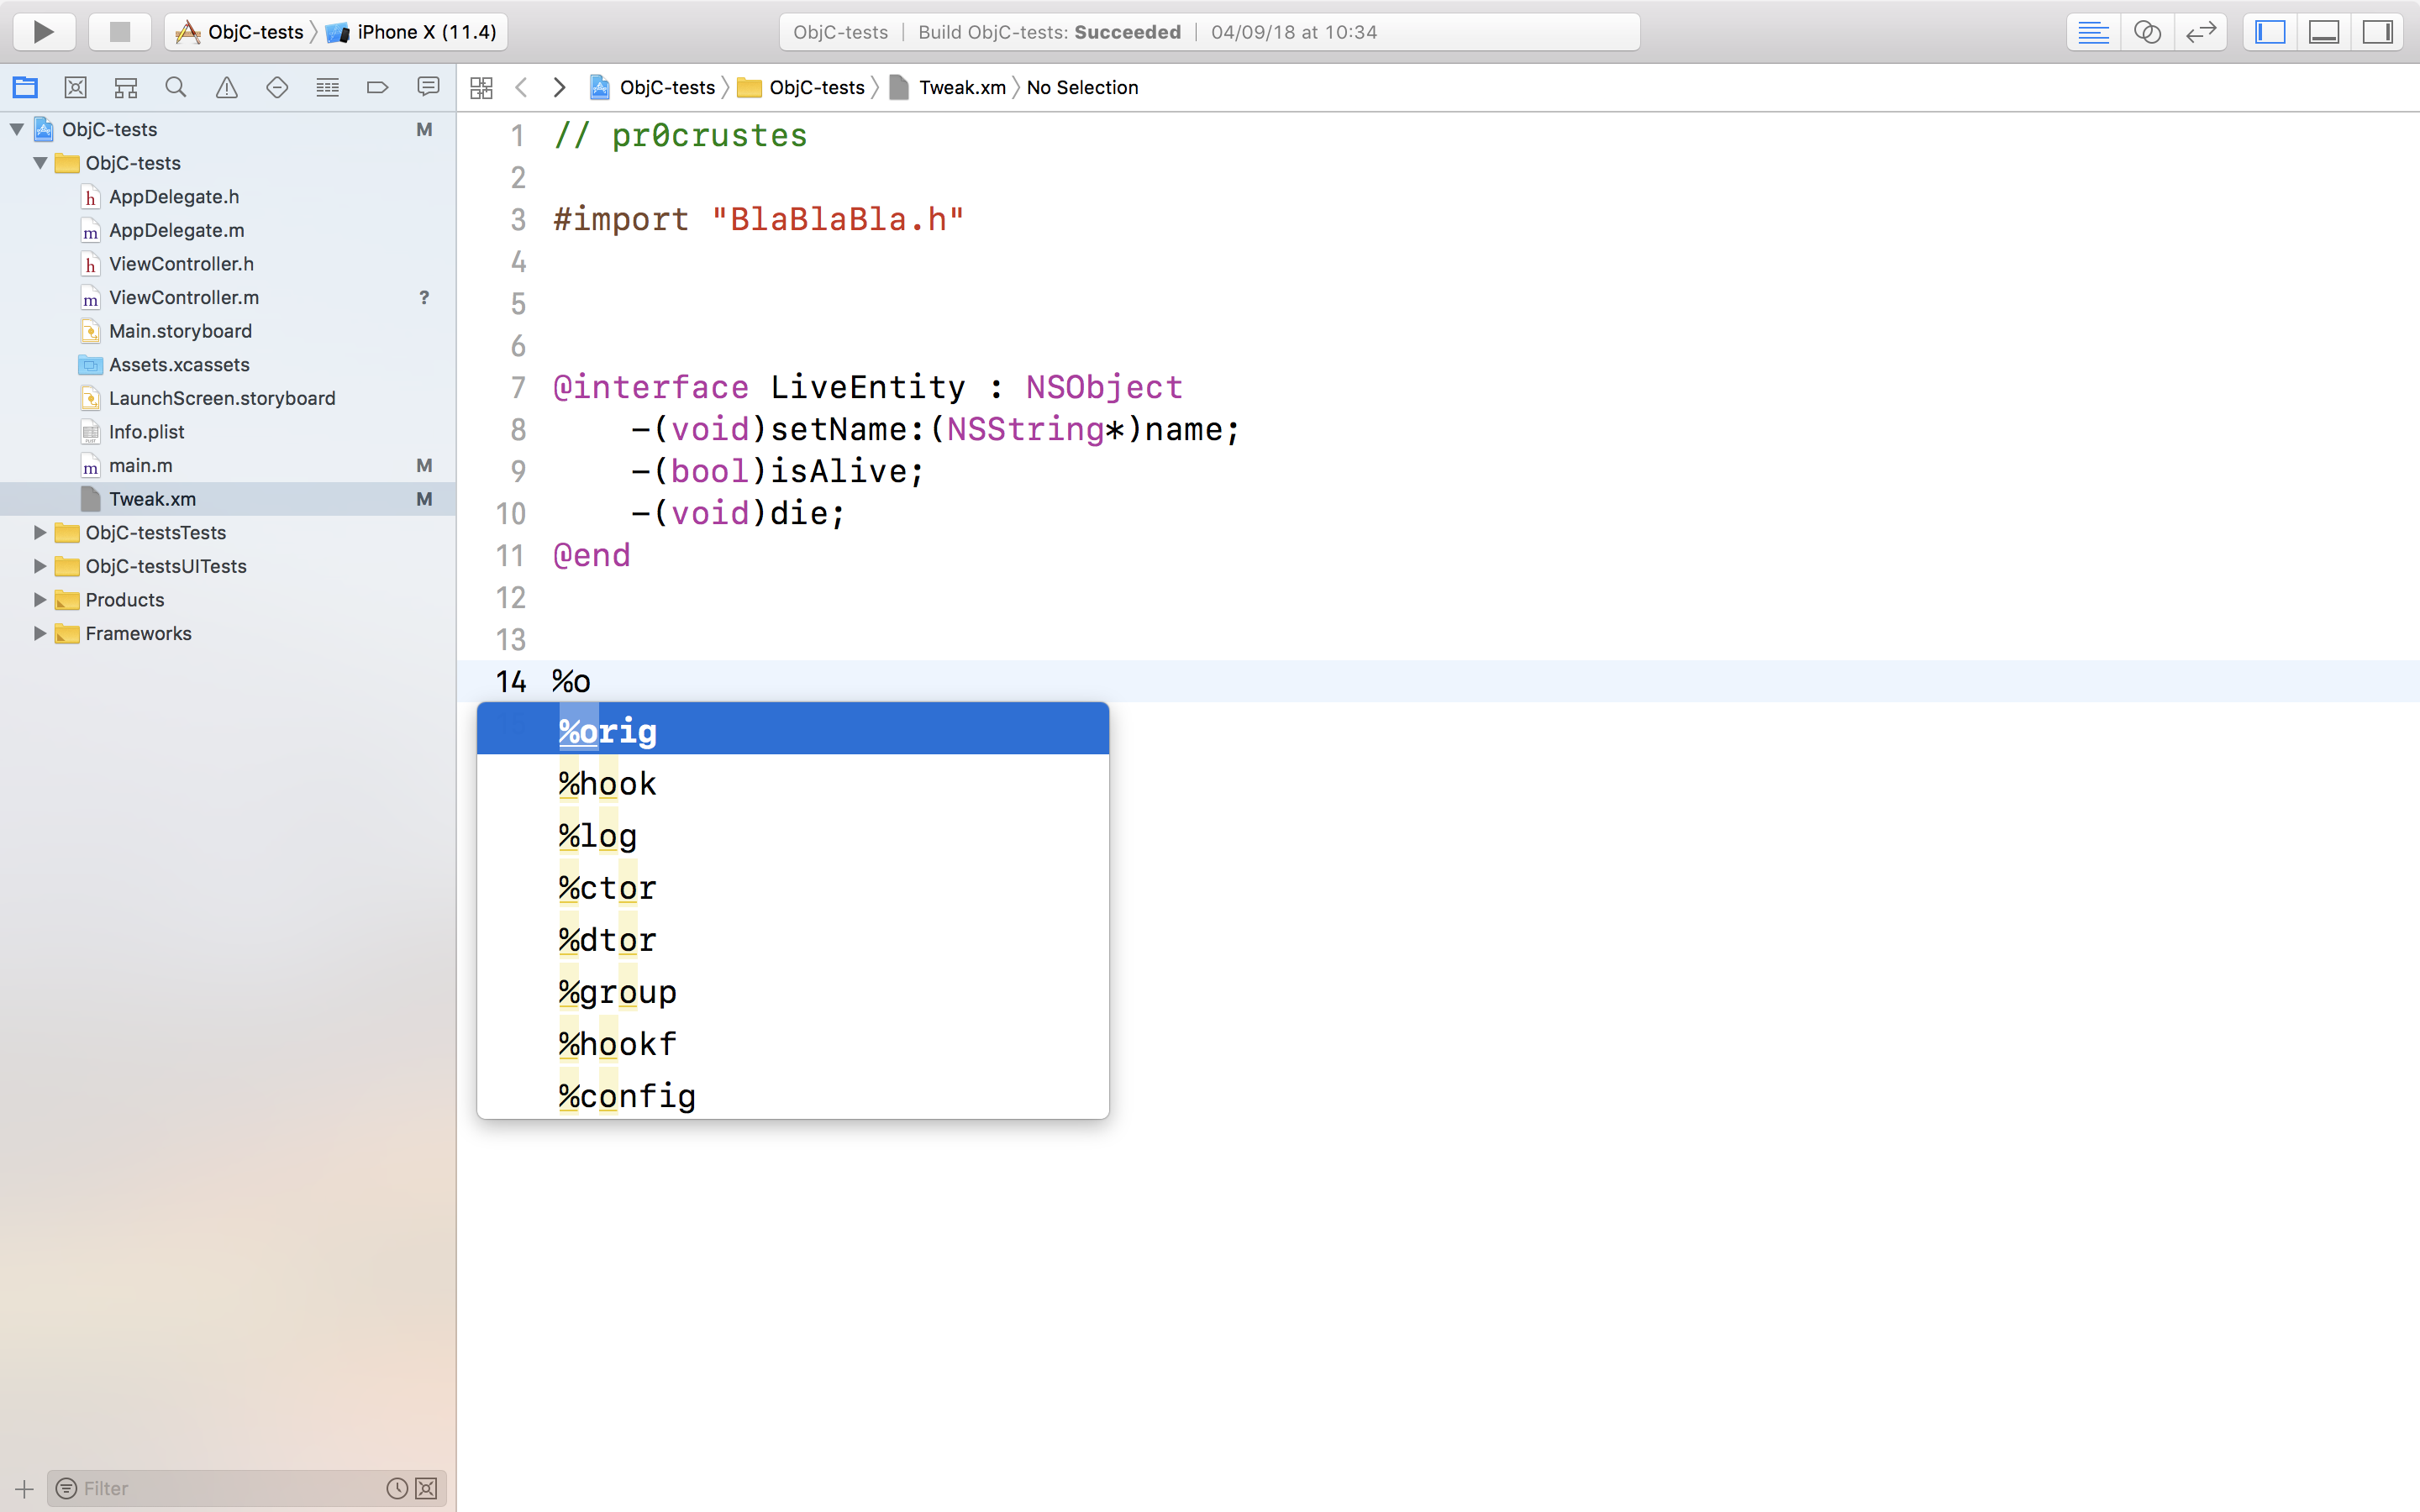 ObjC-tests iPhone X (11.4)
ObjC-tests Build ObjC-tests: Succeeded 04/09/18 at 10:34
ObjC-tests ObjC-tests Tweak.xm No Selection
ObjC-tests M
ObjC-tests
h AppDelegate.h
m AppDelegate.m
h ViewController.h
m ViewController.m ?
Main.storyboard
Assets.xcassets
LaunchScreen.storyboard
Info.plist
m main.m M
Tweak.xm M
ObjC-testsTests
ObjC-testsUITests
Products
Frameworks
Filter
1 // pr0crustes
2
3 #import "BlaBlaBla.h"
4
5
6
7 @interface LiveEntity : NSObject
8 -(void)setName:(NSString*)name;
9 -(bool)isAlive;
10 -(void)die;
11 @end
12
13
14 %o
15
%orig
%hook
%log
%ctor
%dtor
%group
%hookf
%config